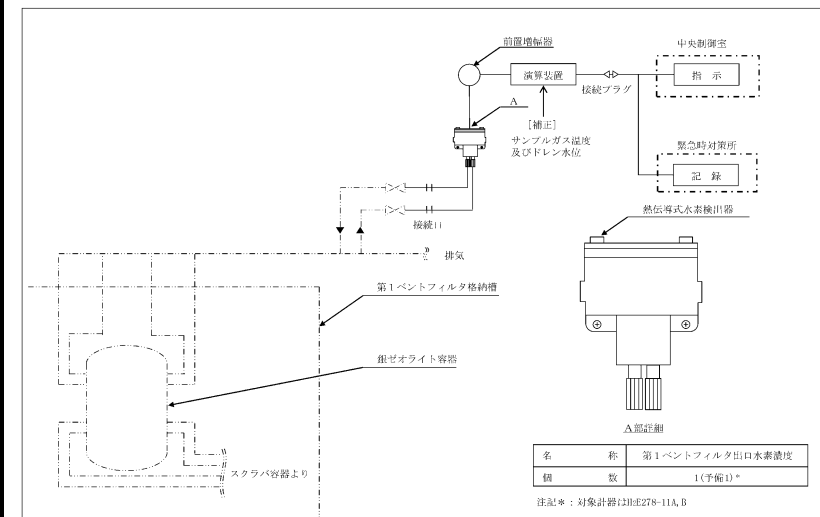 前置増幅器
中央制御室
演算装置
指示
接続プラグ
A
[補正]
サンプルガス温度
及びドレン水位
緊急時対策所
記録
接続口
熱伝導式水素検出器
排気
第1ベントフィルタ格納槽
銀ゼオライト容器
スクラバ容器より
A部詳細
名称 第1ベントフィルタ出口水素濃度
個数 1(予備1)*
注記*：対象計器はH2E278-11A,B